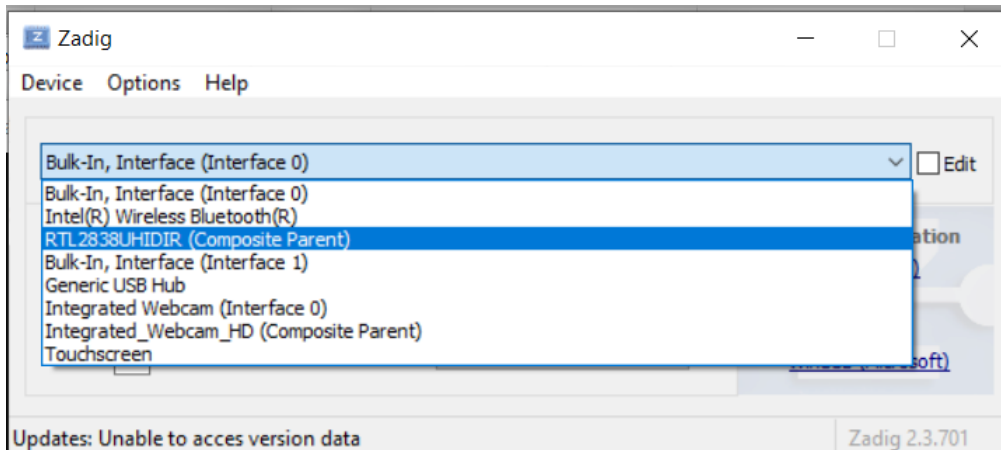 Zadig
Device Options Help
Bulk-In, Interface (Interface 0)
Edit
Bulk-In, Interface (Interface 0)
Intel(R) Wireless Bluetooth(R)
RTL2838UHIDIR (Composite Parent)
ation
Bulk-In, Interface (Interface 1)
Generic USB Hub
Integrated Webcam (Interface 0)
Integrated_Webcam_HD (Composite Parent)
Touchscreen
soft)
Updates: Unable to acces version data
Zadig 2.3.701